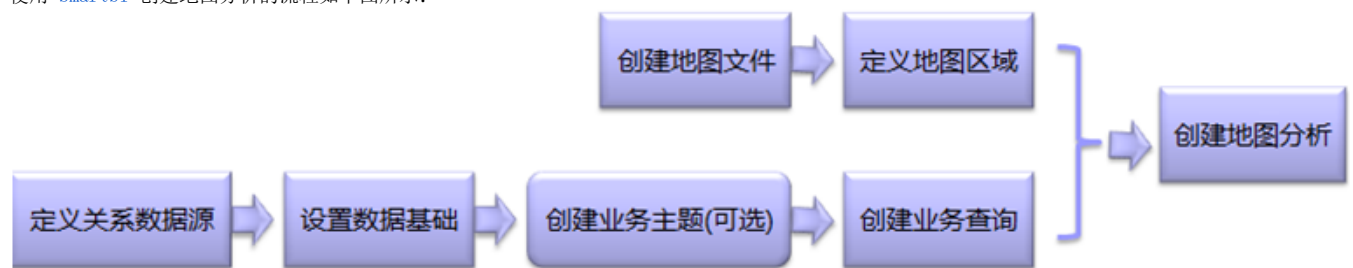 创建地图文件
定义地图区域
创建地图分析
定义关系数据源
设置数据基础
创建业务主题(可选)
创建业务查询